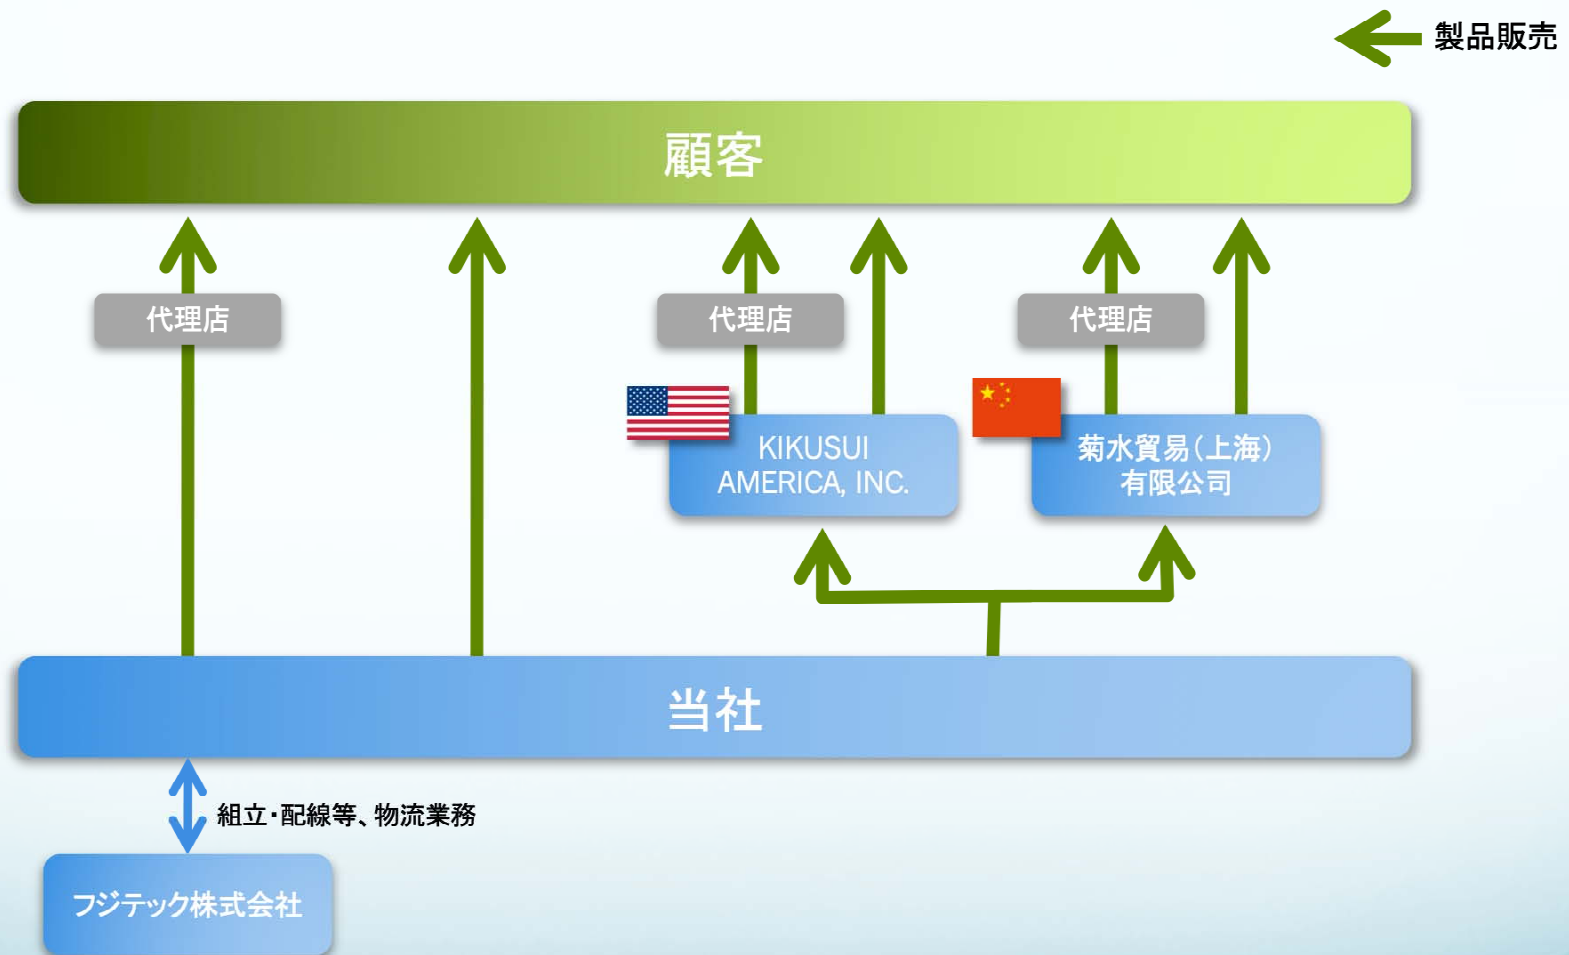 製品販売
顧客
代理店
代理店
代理店
KIKUSUI
AMERICA, INC.
菊水貿易(上海)
有限公司
当社
組立・配線等、物流業務
フジテック株式会社